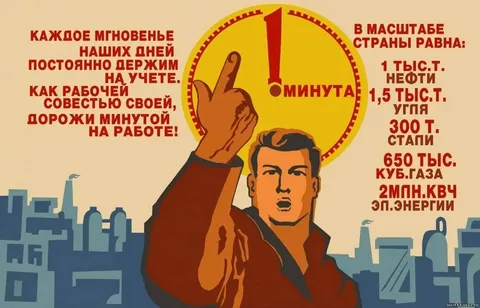 КАЖДОЕ МГНОВЕНЬЕ
НАШИХ ДНЕЙ
ПОСТОЯННО ДЕРЖИМ
НА УЧЕТЕ.
КАК РАБОЧЕЙ
СОВЕСТЬЮ СВОЕЙ,
ДОРОЖИ МИНУТОЙ
НА РАБОТЕ!
1
МИНУТА
В МАСШТАБЕ
СТРАНЫ РАВНА:
1 ТЫС.Т.
НЕФТИ
1,5 ТЫС.Т.
УГЛЯ
300 Т.
СТАЛИ
650 ТЫС.
КУБ.ГАЗА
2МЛН.КВЧ
ЭЛ.ЭНЕРГИИ